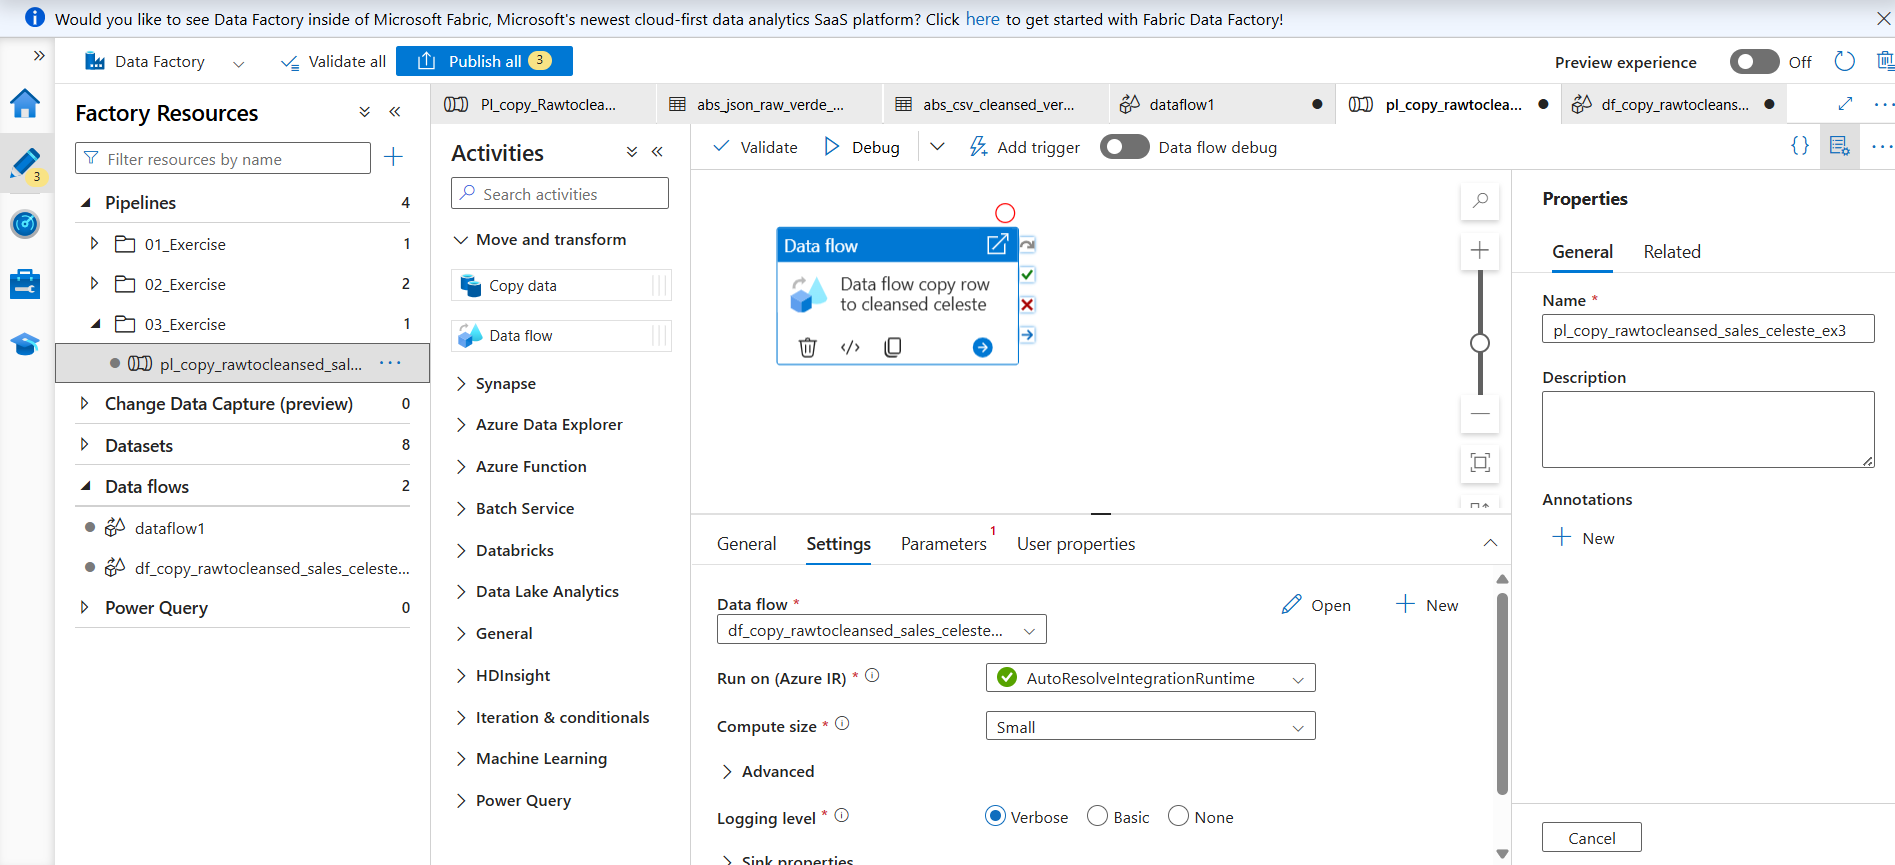 Would you like to see Data Factory inside of Microsoft Fabric, Microsoft's newest cloud-first data analytics SaaS platform? Click here to get started with Fabric Data Factory!
Data Factory
Validate all
Publish all 3
Preview experience
Off
3
Factory Resources
Filter resources by name
Pipelines 4
01_Exercise 1
02_Exercise 2
03_Exercise 1
pl_copy_rawtocleansed_sal...
Change Data Capture (preview) 0
Datasets 8
Data flows 2
dataflow1
df_copy_rawtocleansed_sales_celeste...
Power Query 0
Pl_copy_Rawtoclea...
abs_json_raw_verde_...
abs_csv_cleansed_ver...
dataflow1
pl_copy_rawtoclea...
df_copy_rawtocleans...
Activities
Search activities
Move and transform
Copy data
Data flow
Synapse
Azure Data Explorer
Azure Function
Batch Service
Databricks
Data Lake Analytics
General
HDInsight
Iteration & conditionals
Machine Learning
Power Query
Validate
Debug
Add trigger
Data flow debug
{}
Data flow
Data flow copy row
to cleansed celeste
General
Settings
Parameters 1
User properties
Data flow *
Open
New
df_copy_rawtocleansed_sales_celeste...
Run on (Azure IR) *
AutoResolveIntegrationRuntime
Compute size *
Small
Advanced
Logging level *
Verbose
Basic
None
Sink properties
Properties
General
Related
Name *
pl_copy_rawtocleansed_sales_celeste_ex3
Description
Annotations
New
Cancel